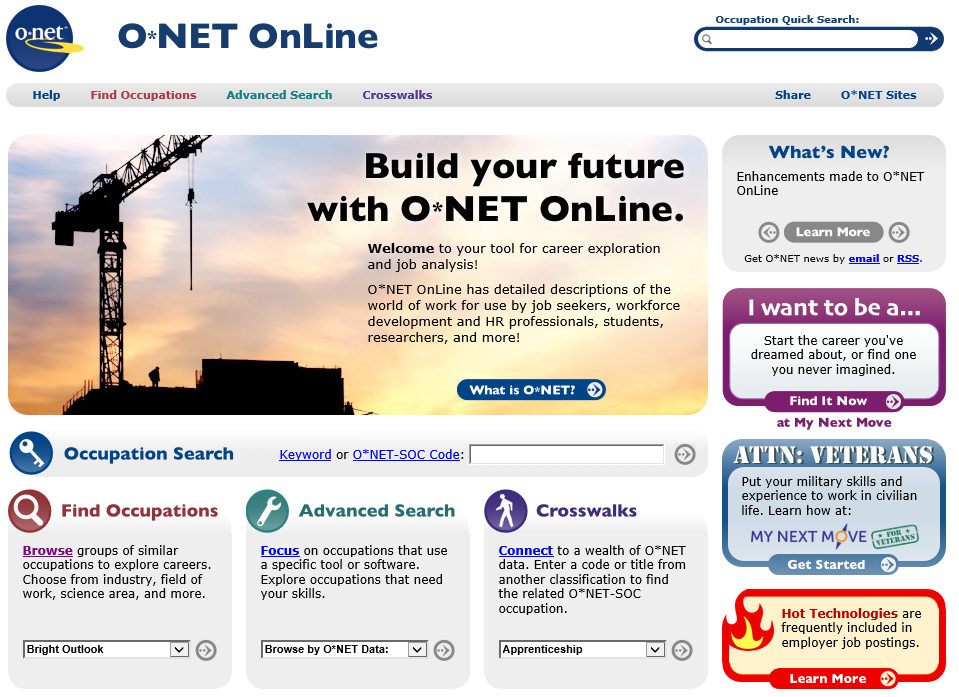 o·net
O*NET OnLine
Occupation Quick Search:
Help
Find Occupations
Advanced Search
Crosswalks
Share
O*NET Sites
Build your future
with O*NET OnLine.
Welcome to your tool for career exploration
and job analysis!
O*NET OnLine has detailed descriptions of the
world of work for use by job seekers, workforce
development and HR professionals, students,
researchers, and more!
What is O*NET?
What's New?
Enhancements made to O*NET
OnLine
Learn More
Get O*NET news by email or RSS.
I want to be a...
Start the career you've
dreamed about, or find one
you never imagined.
Find It Now
at My Next Move
Occupation Search
Keyword or O*NET-SOC Code:
ATTN: VETERANS
Put your military skills and
experience to work in civilian
life. Learn how at:
MY NEXT MOVE
FOR
VETERANS
Get Started
Find Occupations
Browse groups of similar
occupations to explore careers.
Choose from industry, field of
work, science area, and more.
Bright Outlook
Advanced Search
Focus on occupations that use
a specific tool or software.
Explore occupations that need
your skills.
Browse by O*NET Data:
Crosswalks
Connect to a wealth of O*NET
data. Enter a code or title from
another classification to find
the related O*NET-SOC
occupation.
Apprenticeship
Hot Technologies are
frequently included in
employer job postings.
Learn More